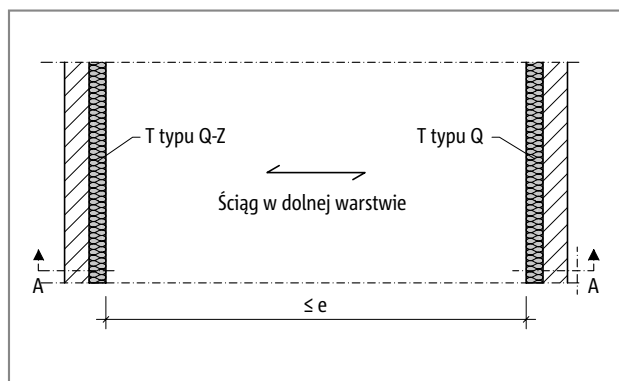 T typu Q-Z
T typu Q
Ściąg w dolnej warstwie
A
A
≤ e